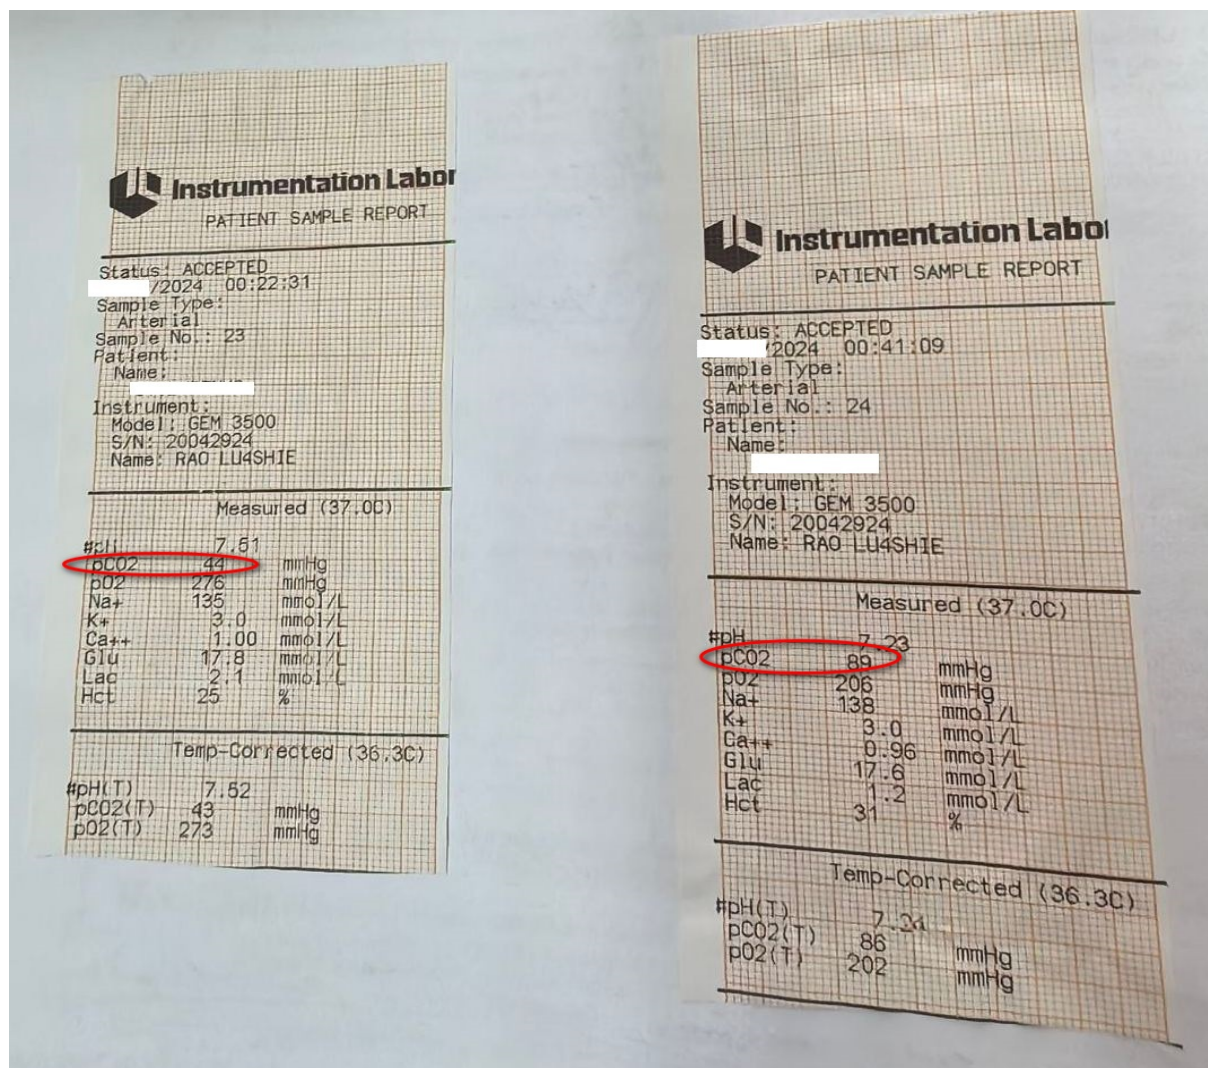 Instrumentation Labor
PATIENT SAMPLE REPORT
Status: ACCEPTED
/2024 00:22:31
Sample Type:
Arterial
Sample No.: 23
Patient:
Name:
Instrument:
Model: GEM 3500
S/N: 20042924
Name: RAO LU4SHIE
Measured (37.0C)
#pH 7.51
pCO2 44 mmHg
pO2 276 mmHg
Na+ 135 mmol/L
K+ 3.0 mmol/L
Ca++ 1.00 mmol/L
Glu 17.8 mmol/L
Lac 2.1 mmol/L
Hct 25 %
Temp-Corrected (36.3C)
#pH(T) 7.52
pCO2(T) 43 mmHg
pO2(T) 273 mmHg
Instrumentation Labo
PATIENT SAMPLE REPORT
Status: ACCEPTED
/2024 00:41:09
Sample Type:
Arterial
Sample No.: 24
Patient:
Name:
Instrument:
Model: GEM 3500
S/N: 20042924
Name: RAO LU4SHIE
Measured (37.0C)
#pH 7.23
pCO2 89 mmHg
pO2 206 mmHg
Na+ 138 mmol/L
K+ 3.0 mmol/L
Ca++ 0.96 mmol/L
Glu 17.6 mmol/L
Lac 1.2 mmol/L
Hct 31 %
Temp-Corrected (36.3C)
#pH(T) 7.24
pCO2(T) 86 mmHg
pO2(T) 202 mmHg